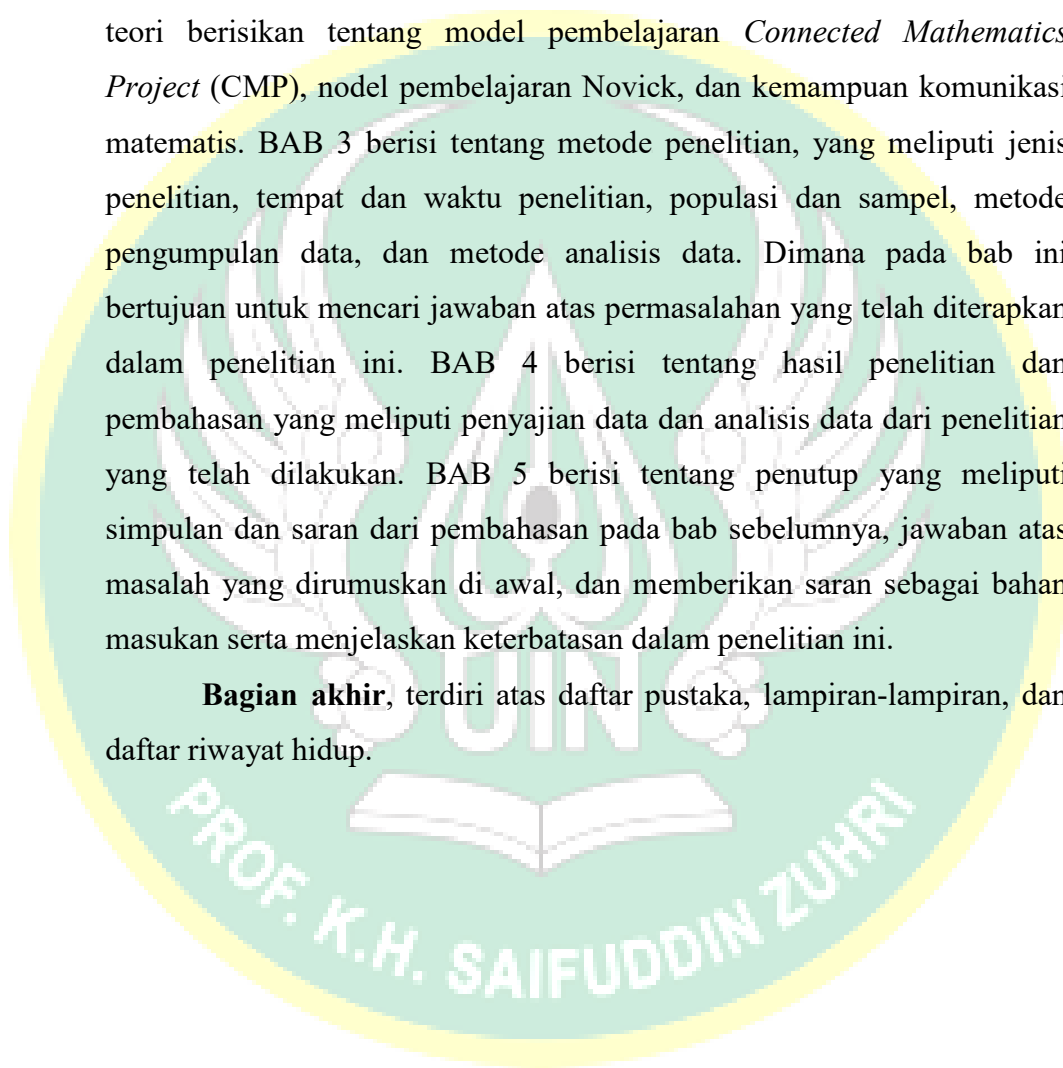 teori berisikan tentang model pembelajaran Connected Mathematics
Project (CMP), nodel pembelajaran Novick, dan kemampuan komunikasi
matematis. BAB 3 berisi tentang metode penelitian, yang meliputi jenis
penelitian, tempat dan waktu penelitian, populasi dan sampel, metode
pengumpulan data, dan metode analisis data. Dimana pada bab ini
bertujuan untuk mencari jawaban atas permasalahan yang telah diterapkan
dalam penelitian ini. BAB 4 berisi tentang hasil penelitian dan
pembahasan yang meliputi penyajian data dan analisis data dari penelitian
yang telah dilakukan. BAB 5 berisi tentang penutup yang meliputi
simpulan dan saran dari pembahasan pada bab sebelumnya, jawaban atas
masalah yang dirumuskan di awal, dan memberikan saran sebagai bahan
masukan serta menjelaskan keterbatasan dalam penelitian ini.
Bagian akhir, terdiri atas daftar pustaka, lampiran-lampiran, dan
daftar riwayat hidup.
UIN
PROF. K.H. SAIFUDDIN ZUHRI